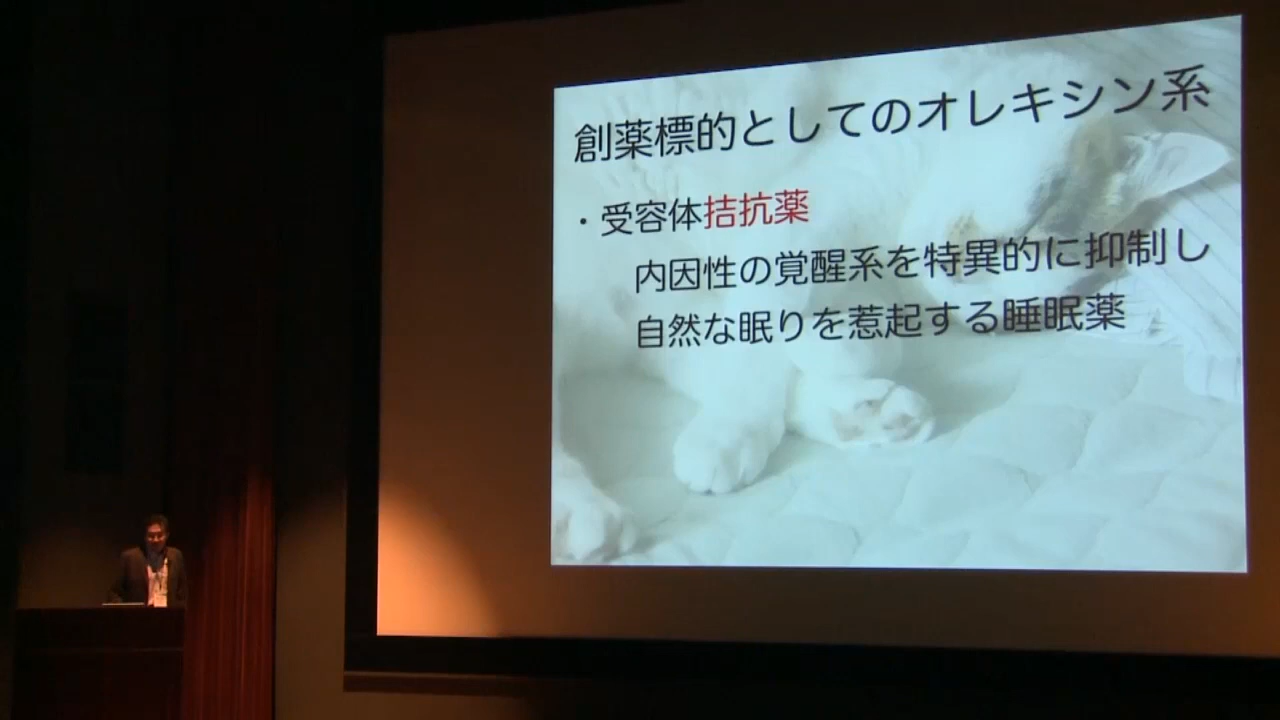 創薬標的としてのオレキシン系
・受容体拮抗薬
内因性の覚醒系を特異的に抑制し
自然な眠りを惹起する睡眠薬